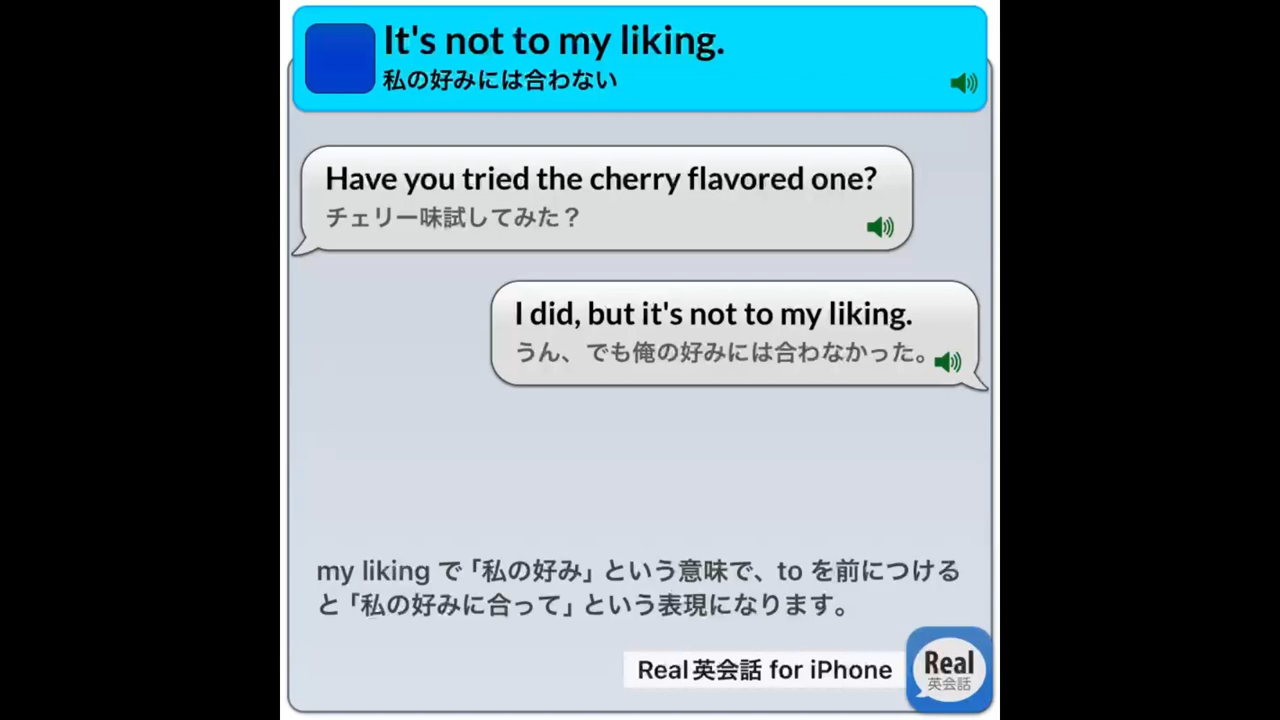 It's not to my liking.
私の好みには合わない
Have you tried the cherry flavored one?
チェリー味試してみた？
I did, but it's not to my liking.
うん、でも俺の好みには合わなかった。
my liking で「私の好み」という意味で、to を前につける
と「私の好みに合って」という表現になります。
Real英会話 for iPhone
Real
英会話